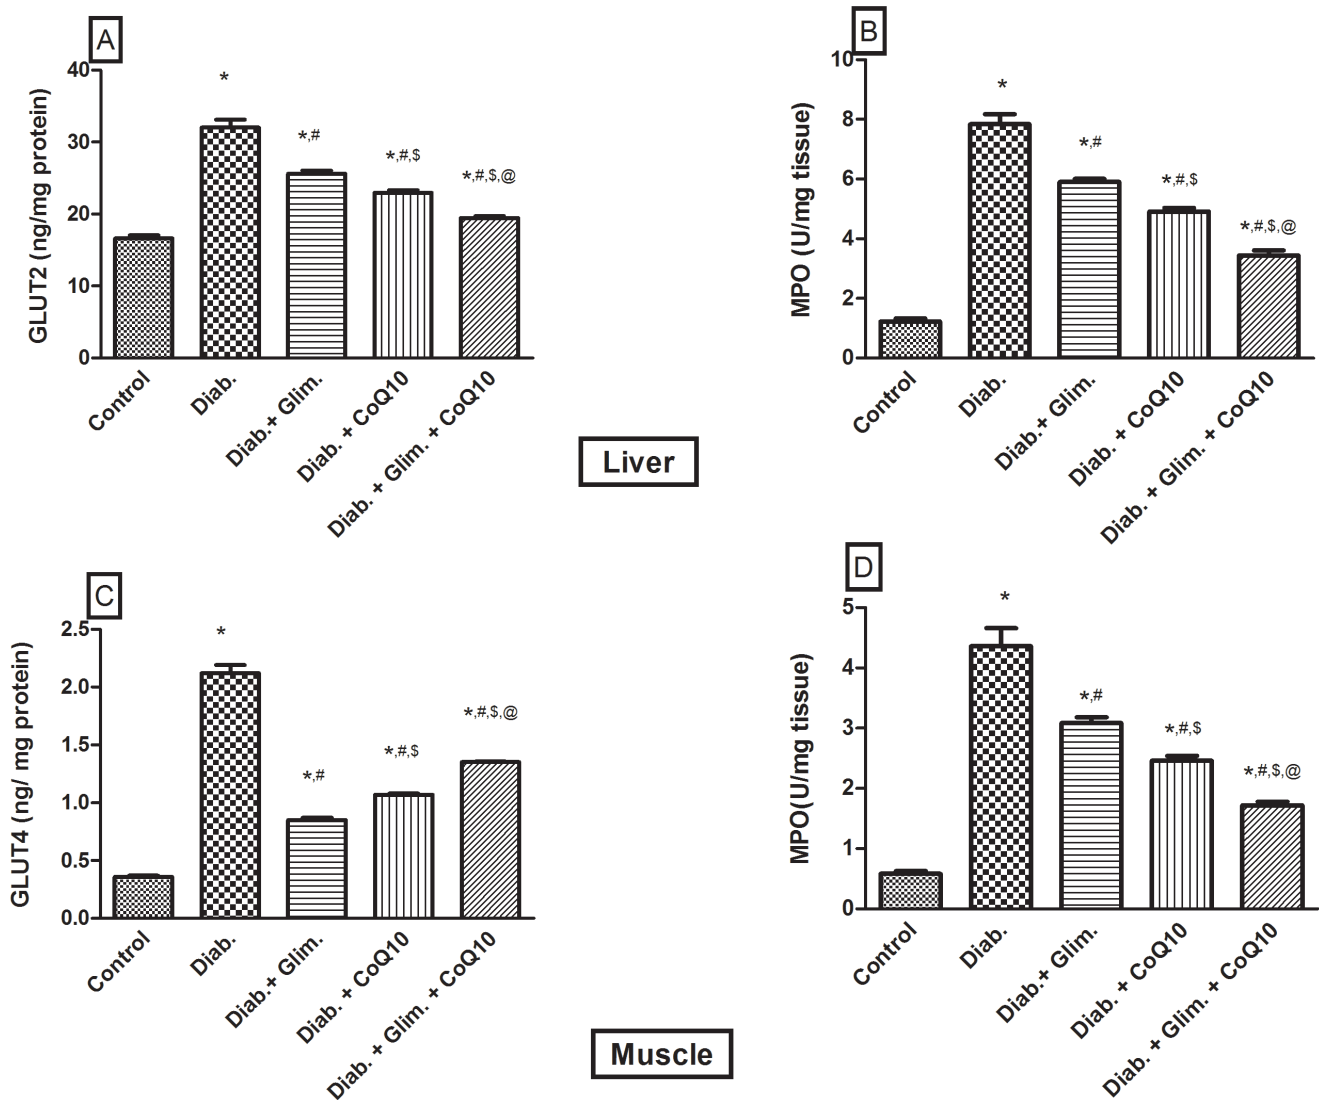 A
GLUT2 (ng/mg protein)
40
30
20
10
0
*
*,#
*,#,$
*,#,$,@
Control
Diab.
Diab.+ Glim.
Diab. + CoQ10
Diab. + Glim. + CoQ10
B
MPO (U/mg tissue)
10
8
6
4
2
0
*
*,#
*,#,$
*,#,$,@
Control
Diab.
Diab.+ Glim.
Diab. + CoQ10
Diab. + Glim. + CoQ10
Liver
C
GLUT4 (ng/ mg protein)
2.5
2.0
1.5
1.0
0.5
0.0
*
*,#
*,#,$
*,#,$,@
Control
Diab.
Diab.+ Glim.
Diab. + CoQ10
Diab. + Glim. + CoQ10
D
MPO(U/mg tissue)
5
4
3
2
1
0
*
*,#
*,#,$
*,#,$,@
Control
Diab.
Diab.+ Glim.
Diab. + CoQ10
Diab. + Glim. + CoQ10
Muscle